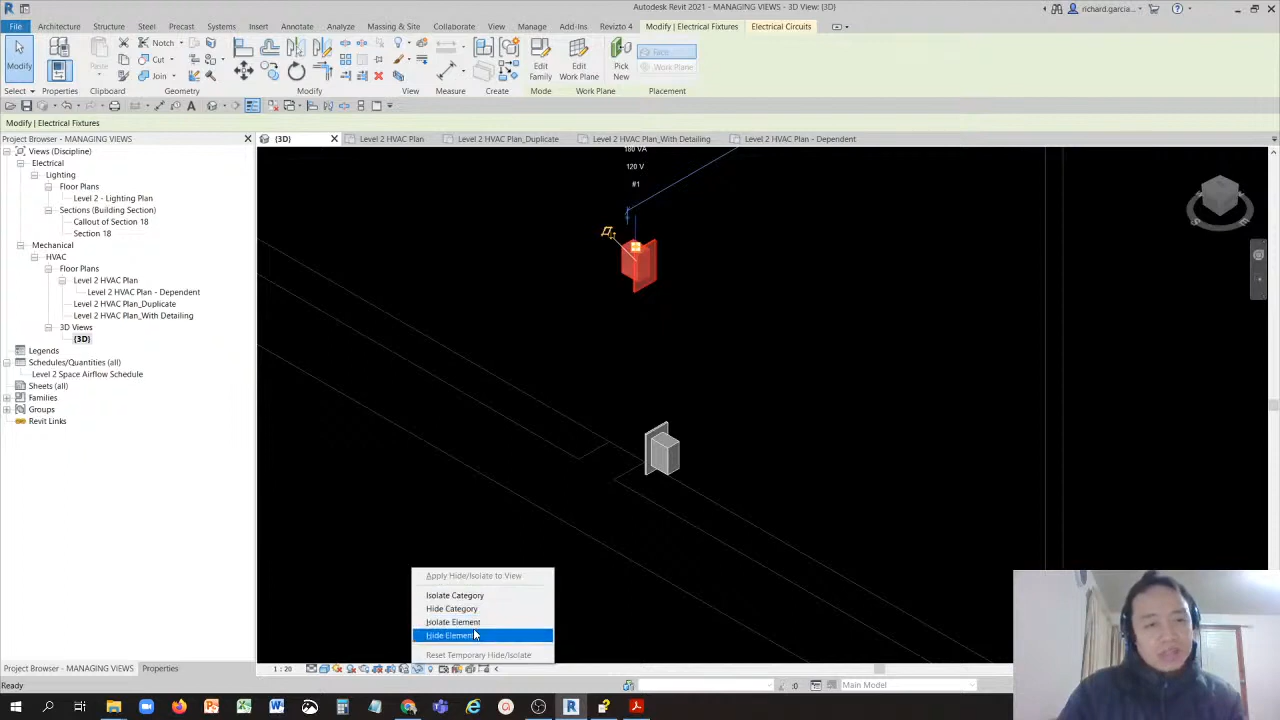 Autodesk Revit 2021 - MANAGING VIEWS - 3D View: {3D}
richard.garcia...
File Architecture Structure Steel Precast Systems Insert Annotate Analyze Massing & Site Collaborate View Manage Add-Ins Revizto 4 Modify | Electrical Fixtures Electrical Circuits
Modify
Paste
Notch
Cut
Join
Edit
Family
Edit
Work Plane
Pick
New
Face
Work Plane
Select Properties Clipboard Geometry Modify View Measure Create Mode Work Plane Placement
Modify | Electrical Fixtures
Project Browser - MANAGING VIEWS
{3D}
Level 2 HVAC Plan
Level 2 HVAC Plan_Duplicate
Level 2 HVAC Plan_With Detailing
Level 2 HVAC Plan - Dependent
Views (Discipline)
Electrical
Lighting
Floor Plans
Level 2 - Lighting Plan
Sections (Building Section)
Callout of Section 18
Section 18
Mechanical
HVAC
Floor Plans
Level 2 HVAC Plan
Level 2 HVAC Plan - Dependent
Level 2 HVAC Plan_Duplicate
Level 2 HVAC Plan_With Detailing
3D Views
{3D}
Legends
Schedules/Quantities (all)
Level 2 Space Airflow Schedule
Sheets (all)
Families
Groups
Revit Links
180 VA
120 V
#1
Apply Hide/Isolate to View
Isolate Category
Hide Category
Isolate Element
Hide Element
Reset Temporary Hide/Isolate
Project Browser - MANAGING VIEWS
Properties
1 : 20
Ready
:0
Main Model